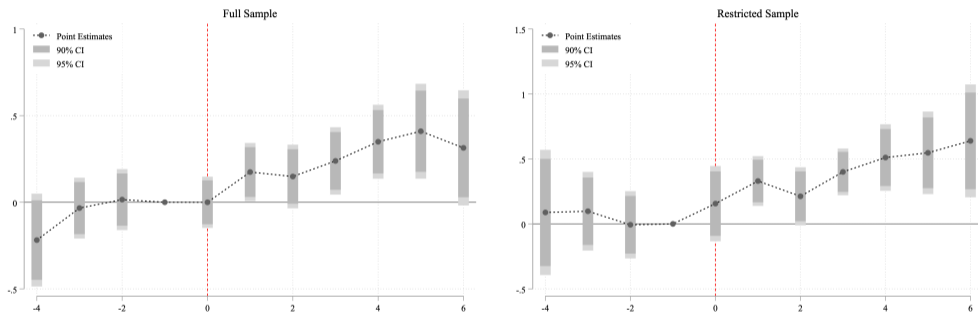 Full Sample
1
.5
0
-.5
Point Estimates
90% CI
95% CI
-4
-2
0
2
4
6
Restricted Sample
1.5
1
.5
0
-.5
Point Estimates
90% CI
95% CI
-4
-2
0
2
4
6